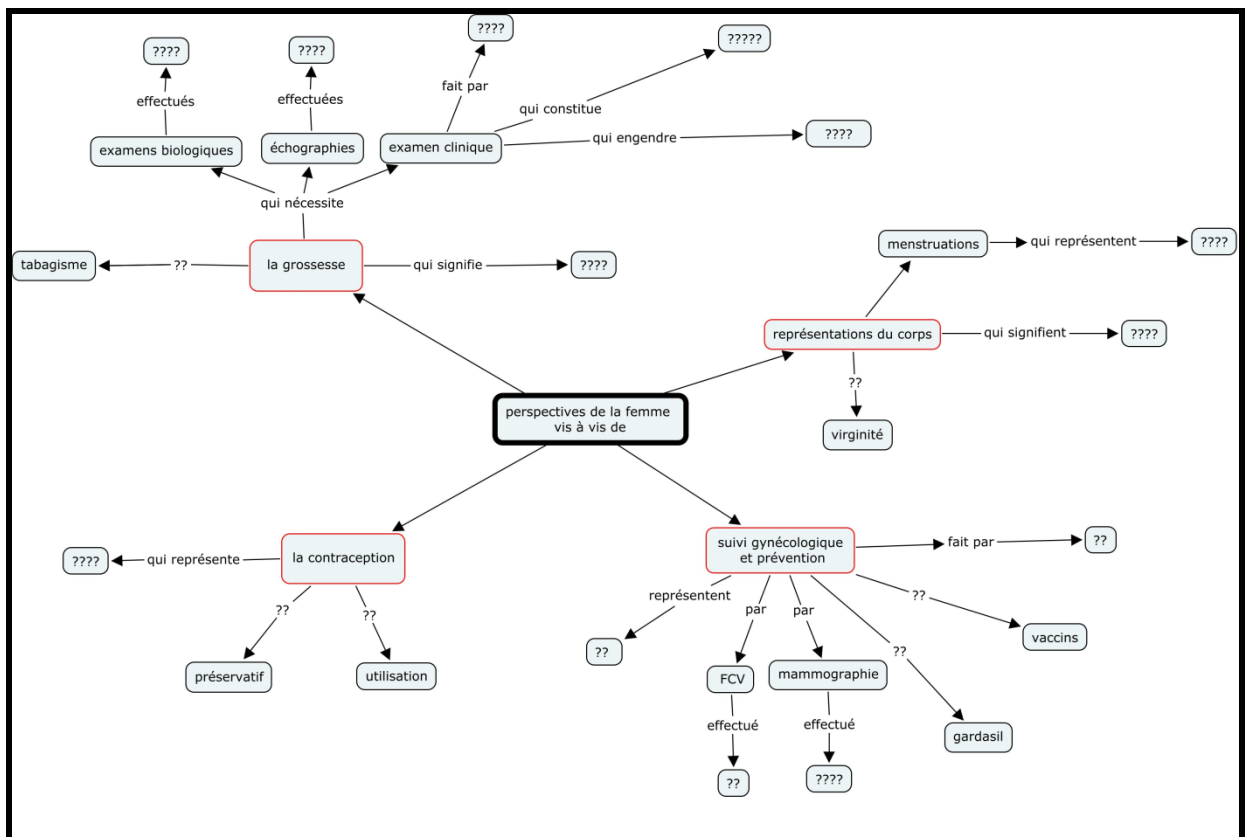 ????
?????
????
????
fait par
effectués
effectuées
qui constitue
qui engendre
????
examens biologiques
échographies
examen clinique
qui nécessite
tabagisme
??
la grossesse
qui signifie
????
menstruations
qui représentent
????
représentations du corps
qui signifient
????
??
virginité
perspectives de la femme
vis à vis de
????
qui représente
la contraception
??
??
préservatif
utilisation
suivi gynécologique
et prévention
fait par
??
représentent
par
par
??
??
vaccins
??
FCV
mammographie
effectué
effectué
gardasil
??
????